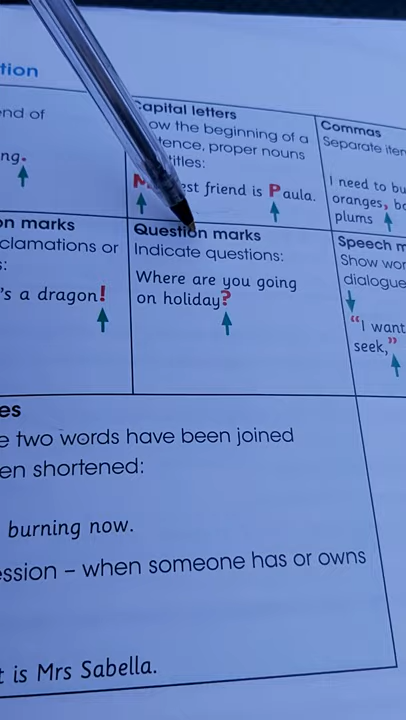 tion
nd of
ng.
Capital letters
ow the beginning of a
tence, proper nouns
titles:
M est friend is Paula.
Commas
Separate iter
I need to bu
oranges, bo
plums
on marks
clamations or
s:
's a dragon!
Question marks
Indicate questions:
Where are you going
on holiday?
Speech m
Show wor
dialogue
“I want
seek,”
es
e two words have been joined
en shortened:
burning now.
ession – when someone has or owns
t is Mrs Sabella.